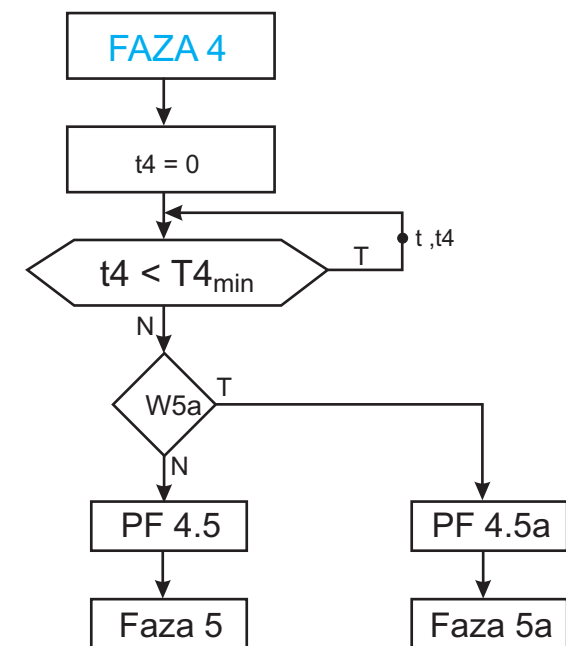 FAZA 4
t4 = 0
t ,t4
T
t4 < T4min
N
T
W5a
N
PF 4.5
PF 4.5a
Faza 5
Faza 5a